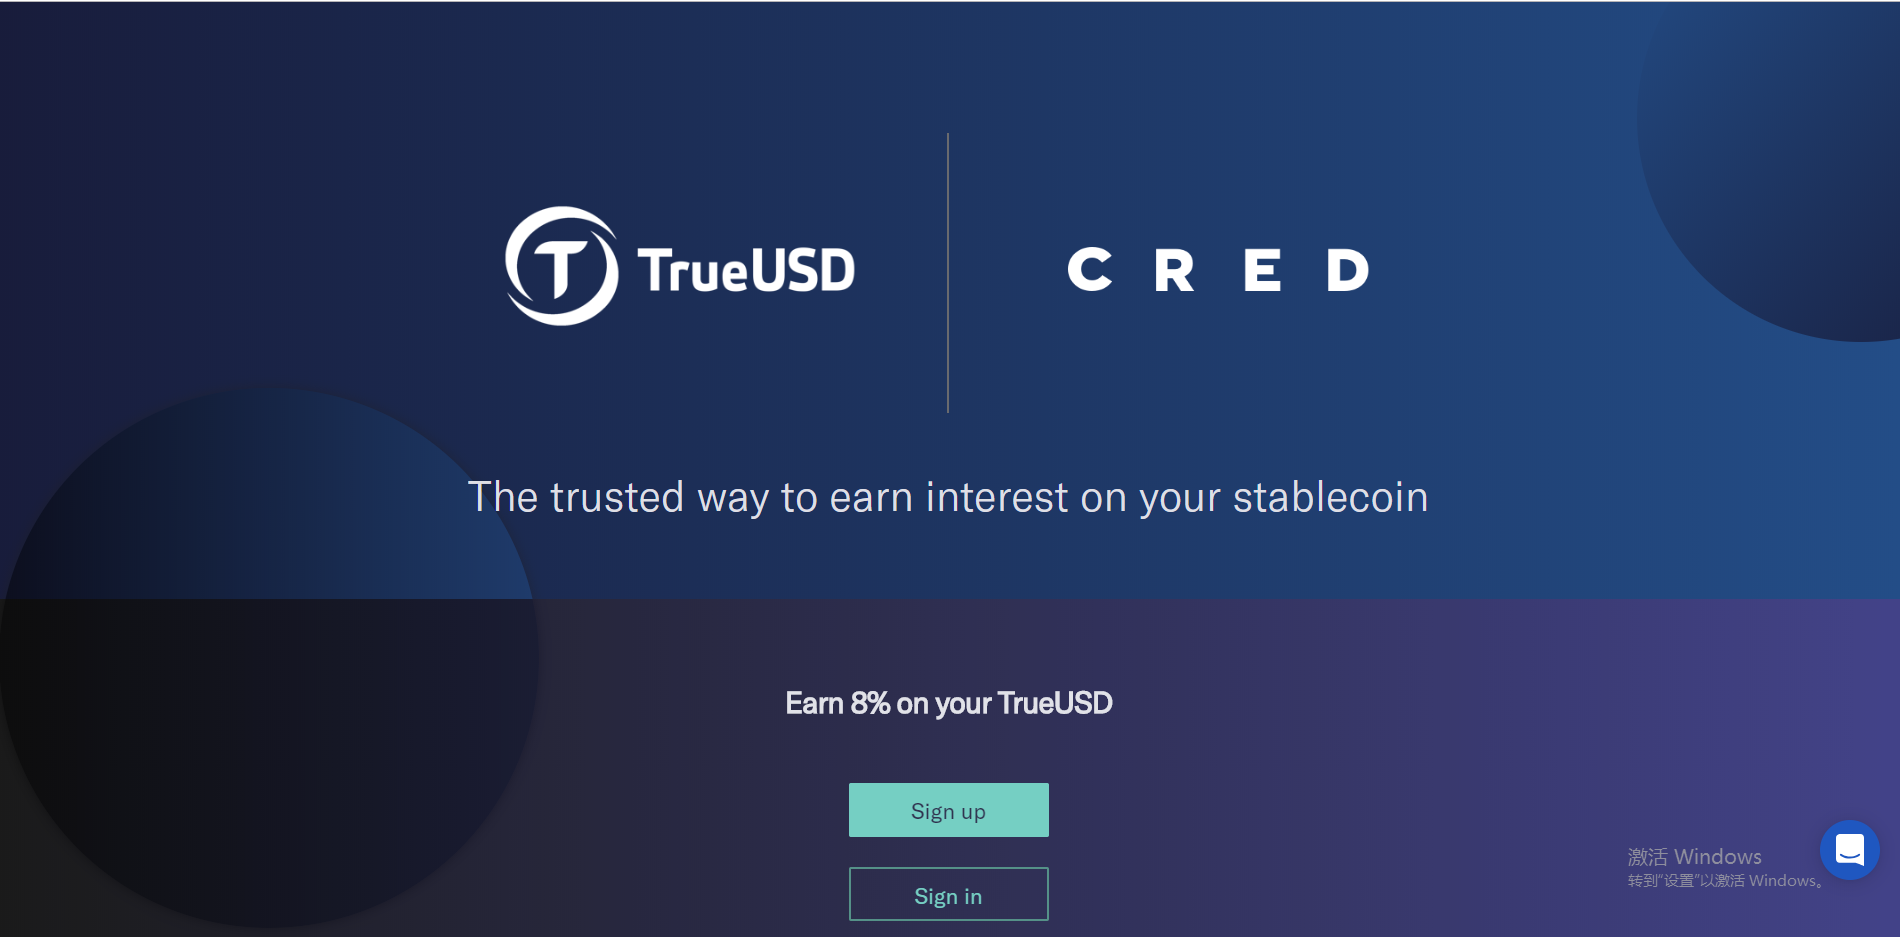 TrueUSD
CRED
The trusted way to earn interest on your stablecoin
Earn 8% on your TrueUSD
Sign up
Sign in
激活 Windows
转到"设置"以激活 Windows。